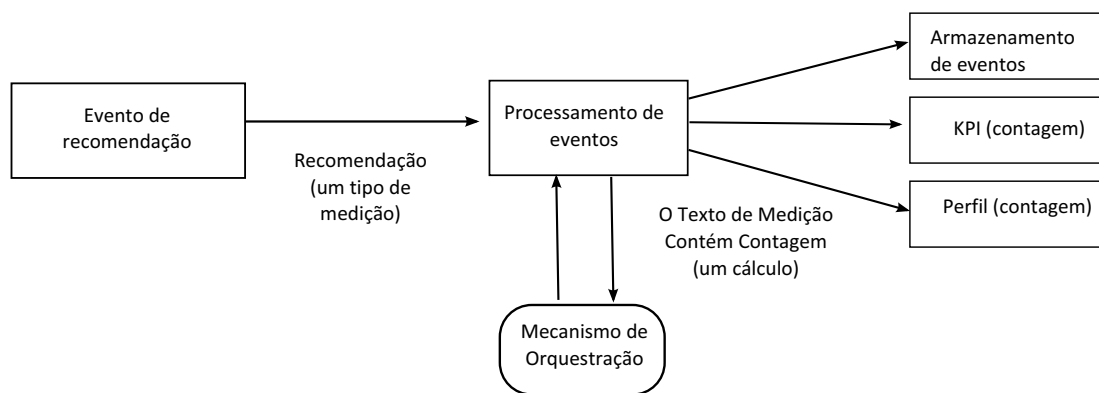 Evento de
recomendação
Recomendação
(um tipo de
medição)
Processamento de
eventos
O Texto de Medição
Contém Contagem
(um cálculo)
Mecanismo de
Orquestração
Armazenamento
de eventos
KPI (contagem)
Perfil (contagem)